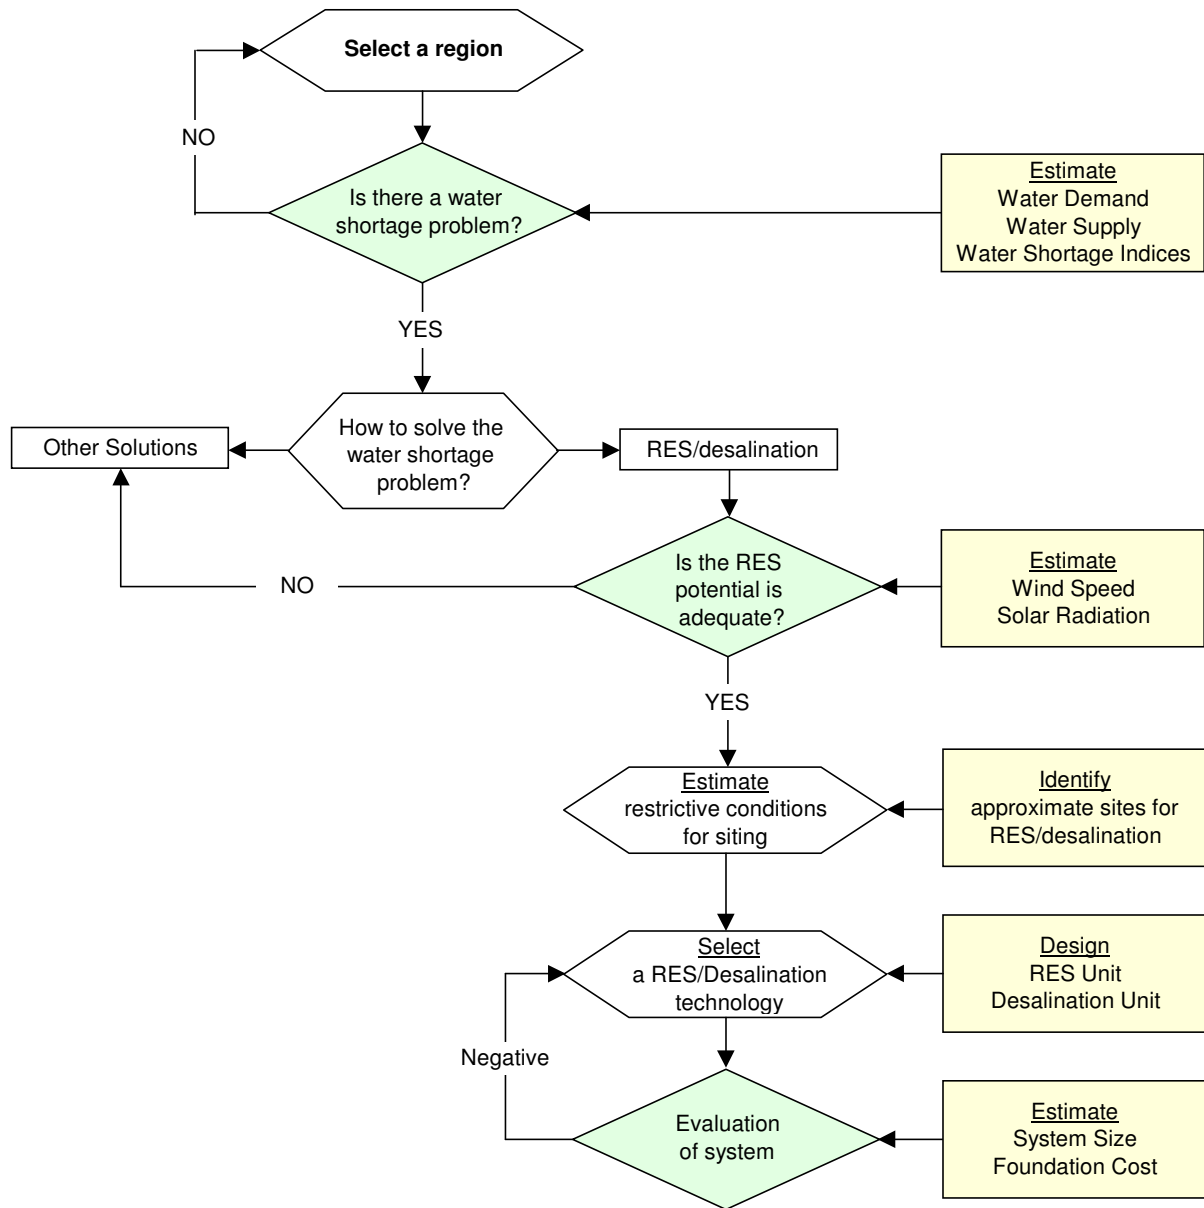 Select a region
NO
Is there a water
shortage problem?
Estimate
Water Demand
Water Supply
Water Shortage Indices
YES
How to solve the
water shortage
problem?
Other Solutions
RES/desalination
Is the RES
potential is
adequate?
NO
Estimate
Wind Speed
Solar Radiation
YES
Estimate
restrictive conditions
for siting
Identify
approximate sites for
RES/desalination
Select
a RES/Desalination
technology
Design
RES Unit
Desalination Unit
Negative
Evaluation
of system
Estimate
System Size
Foundation Cost